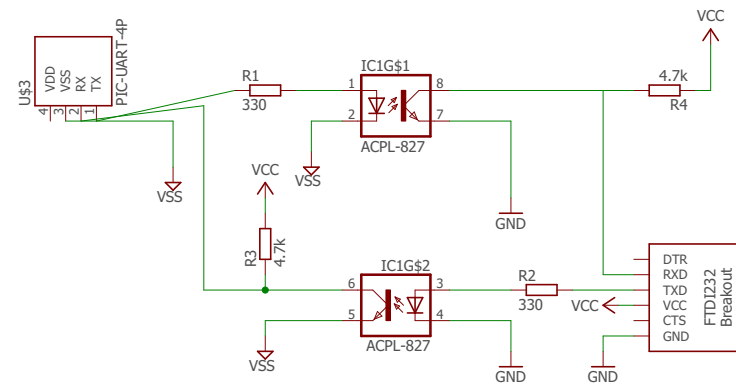 VCC
PIC-UART-4P
U$3
VDD
VSS
RX
TX
4
3
2
1
R1
330
IC1G$1
1
2
8
7
ACPL-827
4.7k
R4
VSS
VSS
GND
VCC
R3
4.7k
IC1G$2
6
5
3
4
ACPL-827
R2
330
VSS
GND
VCC
GND
DTR
RXD
TXD
VCC
CTS
GND
FTDI232
Breakout